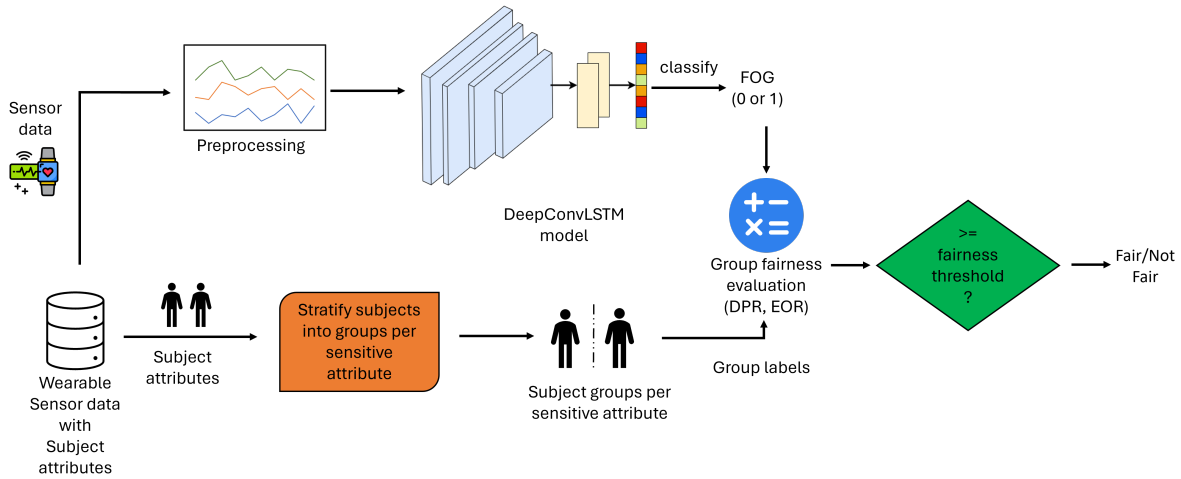 Sensor
data
Preprocessing
DeepConvLSTM
model
classify
FOG
(0 or 1)
Group fairness
evaluation
(DPR, EOR)
>=
fairness
threshold
?
Fair/Not
Fair
Wearable
Sensor data
with
Subject
attributes
Subject
attributes
Stratify subjects
into groups per
sensitive
attribute
Subject groups per
sensitive attribute
Group labels